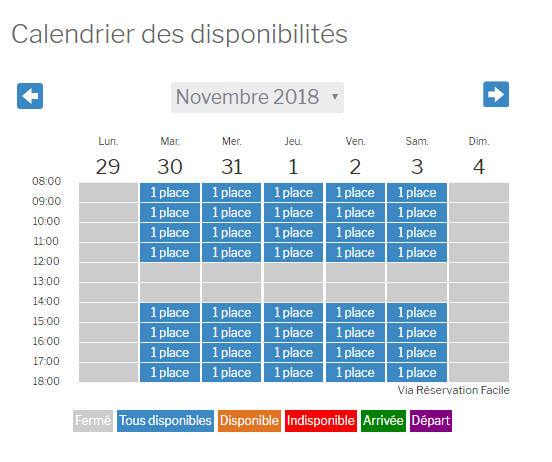 Calendrier des disponibilités
Novembre 2018
Lun. Mar. Mer. Jeu. Ven. Sam. Dim.
29 30 31 1 2 3 4
08:00
1 place 1 place 1 place 1 place 1 place
09:00
1 place 1 place 1 place 1 place 1 place
10:00
1 place 1 place 1 place 1 place 1 place
11:00
1 place 1 place 1 place 1 place 1 place
12:00
13:00
14:00
1 place 1 place 1 place 1 place 1 place
15:00
1 place 1 place 1 place 1 place 1 place
16:00
1 place 1 place 1 place 1 place 1 place
17:00
1 place 1 place 1 place 1 place 1 place
18:00
Via Réservation Facile
Fermé Tous disponibles Disponible Indisponible Arrivée Départ